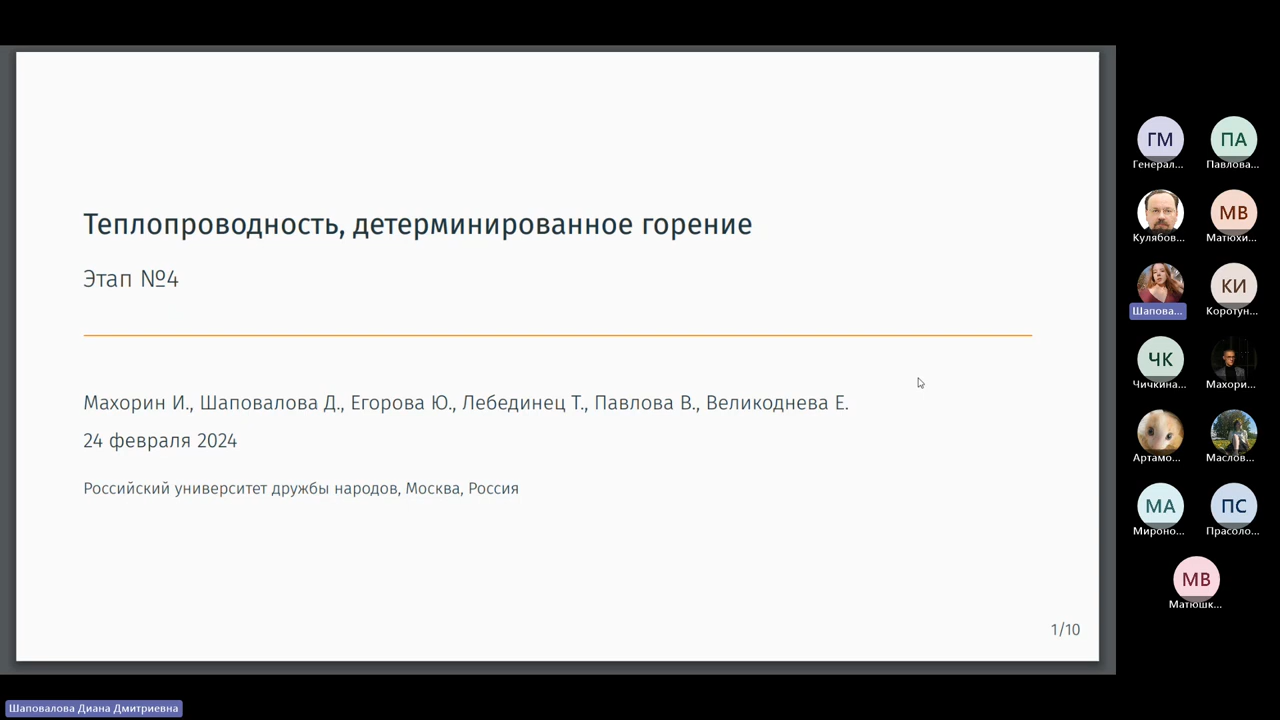 Теплопроводность, детерминированное горение
Этап №4
Махорин И., Шаповалова Д., Егорова Ю., Лебединец Т., Павлова В., Великоднева Е.
24 февраля 2024
Российский университет дружбы народов, Москва, Россия
1/10
ГМ
Генерал...
ПА
Павлова...
Кулябов...
МВ
Матюхи...
Шапова...
КИ
Коротун...
ЧК
Чичкина...
Махори...
Артамо...
Маслов...
МА
Мироно...
ПС
Прасоло...
МВ
Матюшк...
Шаповалова Диана Дмитриевна